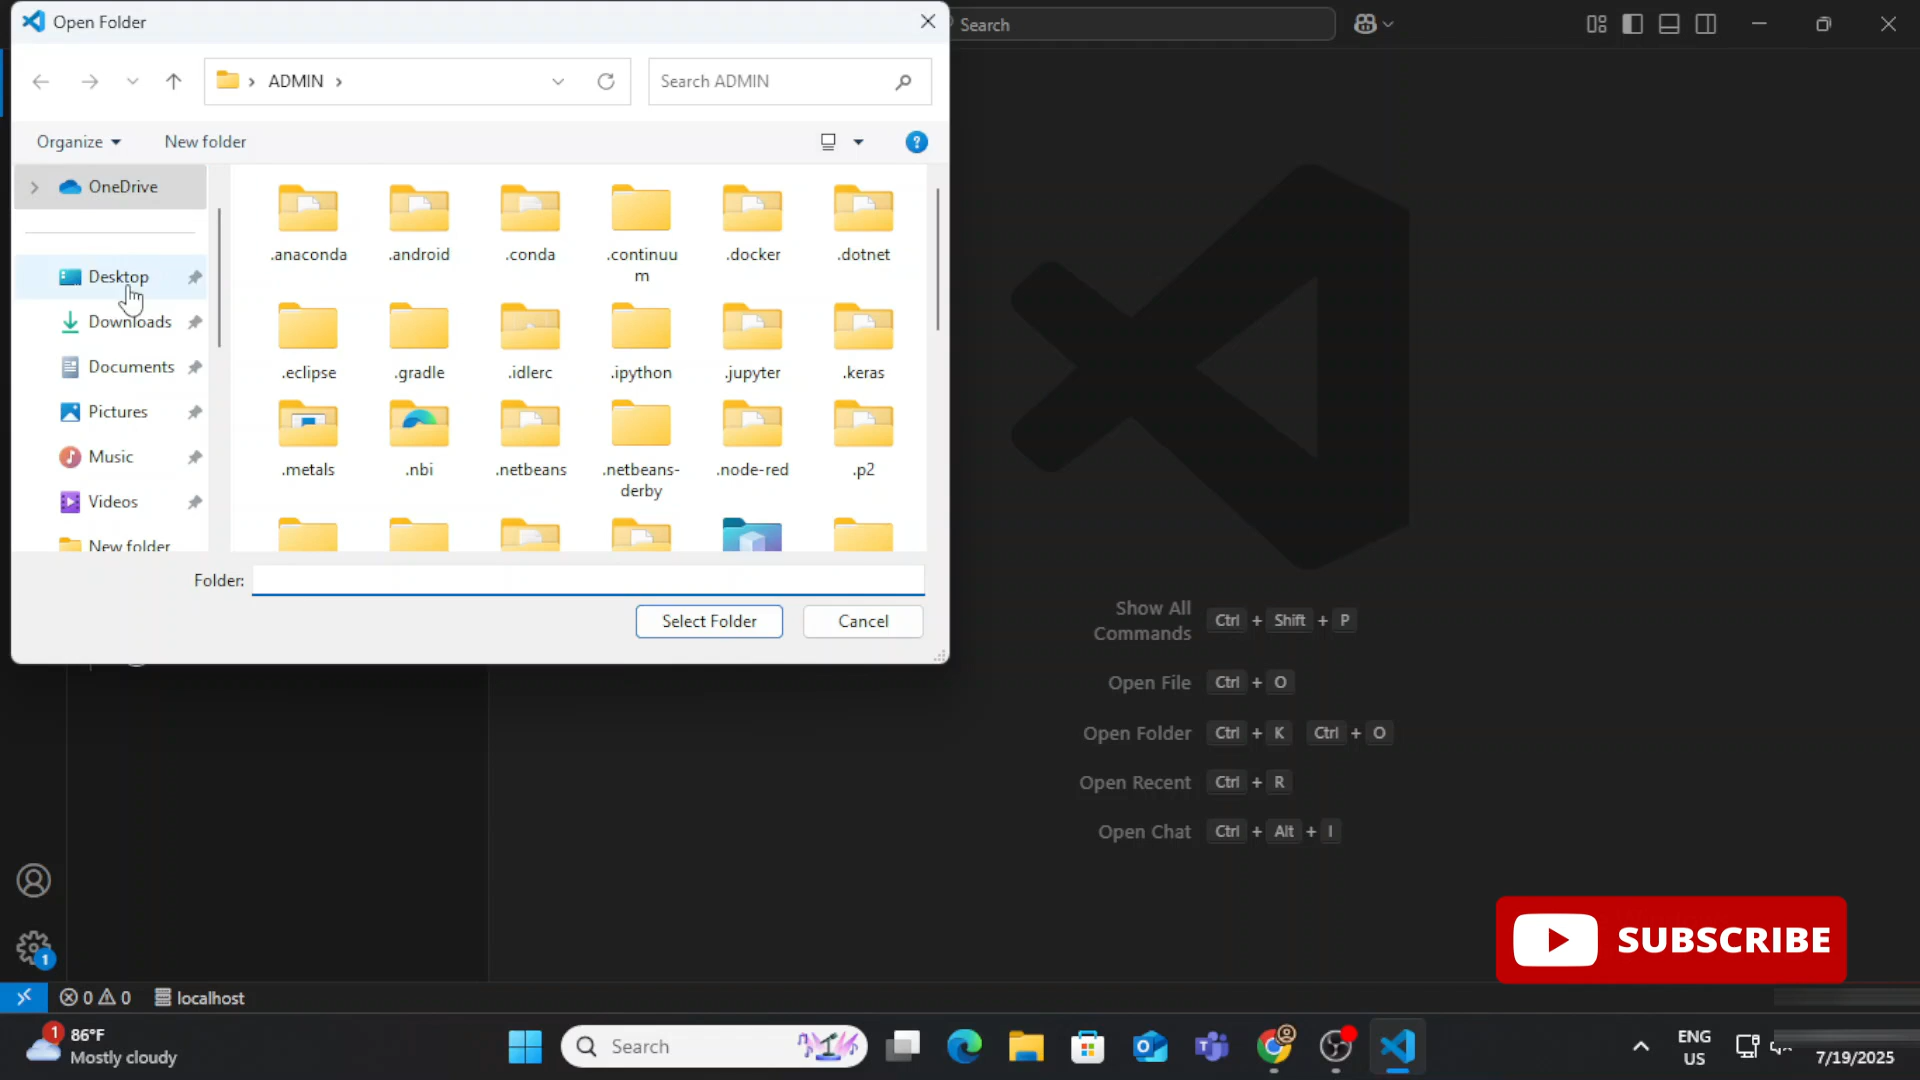 Open Folder
Search
ADMIN
Search ADMIN
Organize
New folder
OneDrive
Desktop
Downloads
Documents
Pictures
Music
Videos
New folder
.anaconda
.android
.conda
.continuu
m
.docker
.dotnet
.eclipse
.gradle
.idlerc
.ipython
.jupyter
.keras
.metals
.nbi
.netbeans
.netbeans-
derby
.node-red
.p2
Folder:
Select Folder
Cancel
Show All
Commands
Ctrl + Shift + P
Open File Ctrl + O
Open Folder Ctrl + K Ctrl + O
Open Recent Ctrl + R
Open Chat Ctrl + Alt + I
SUBSCRIBE
1
0 0 localhost
1
86°F
Mostly cloudy
Search
ENG
US
7/19/2025